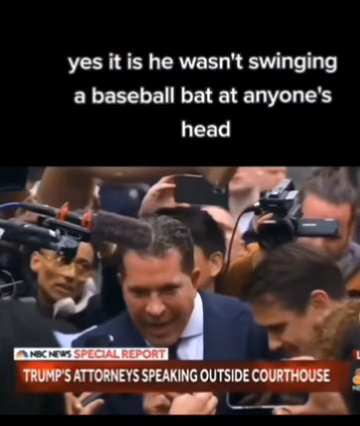 yes it is he wasn't swinging
a baseball bat at anyone's
head
NBC NEWS SPECIAL REPORT
TRUMP'S ATTORNEYS SPEAKING OUTSIDE COURTHOUSE